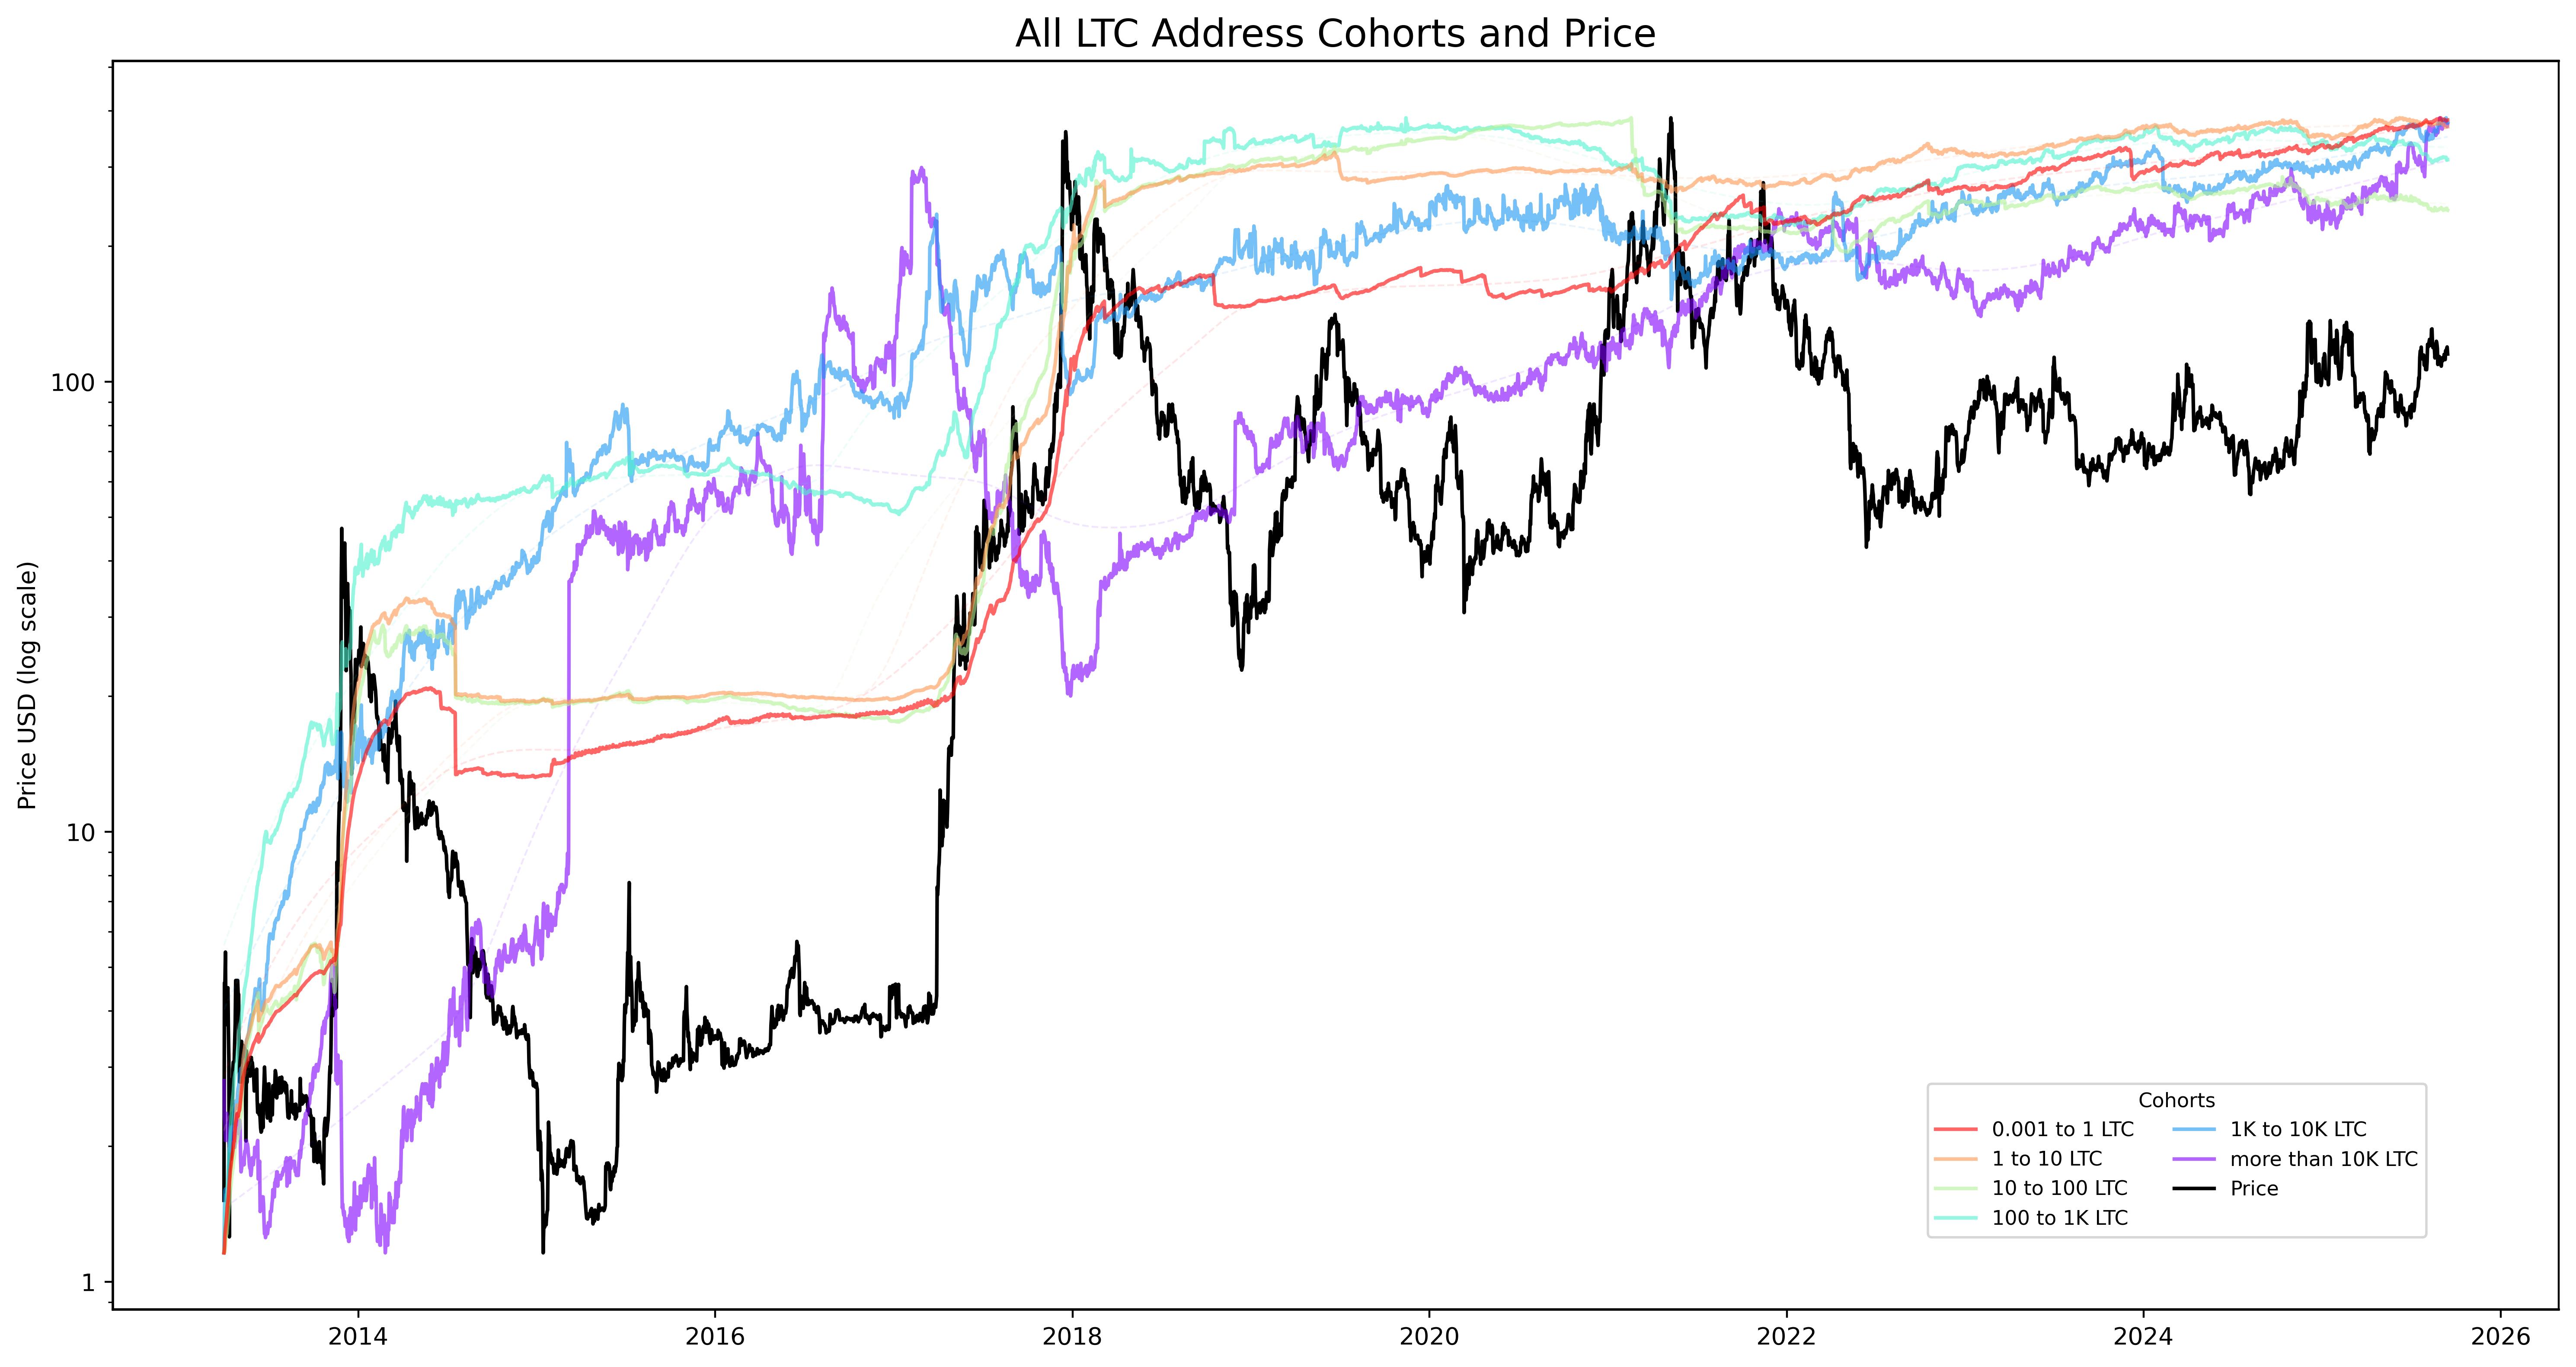 All LTC Address Cohorts and Price
Price USD (log scale)
100
10
1
Cohorts
0.001 to 1 LTC
1 to 10 LTC
10 to 100 LTC
100 to 1K LTC
1K to 10K LTC
more than 10K LTC
Price
2014 2016 2018 2020 2022 2024 2026